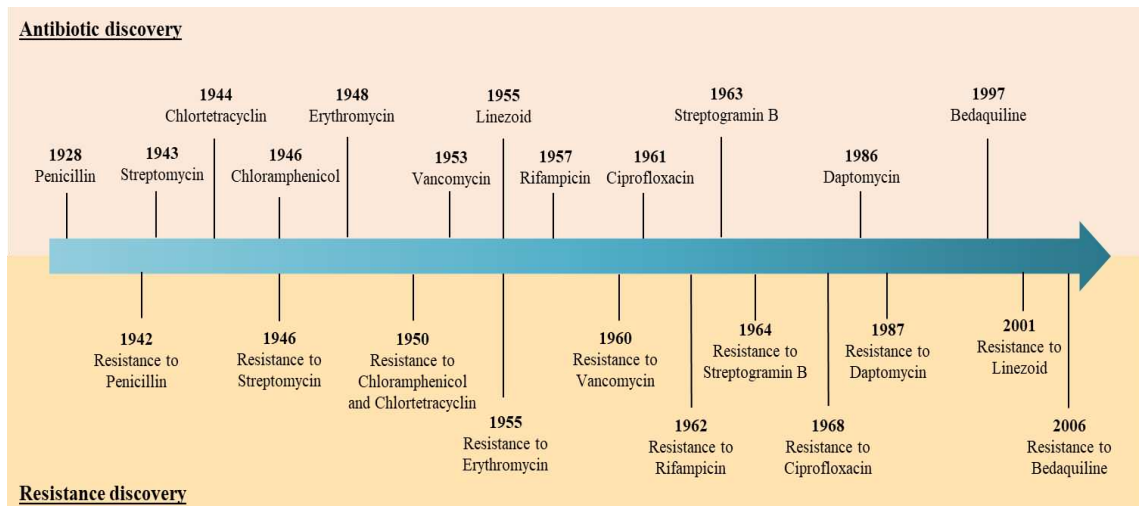 Antibiotic discovery
1928
Penicillin
1943
Streptomycin
1944
Chlortetracyclin
1946
Chloramphenicol
1948
Erythromycin
1953
Vancomycin
1955
Linezoid
1957
Rifampicin
1961
Ciprofloxacin
1963
Streptogramin B
1986
Daptomycin
1997
Bedaquiline
1942
Resistance to
Penicillin
1946
Resistance to
Streptomycin
1950
Resistance to
Chloramphenicol
and Chlortetracyclin
1955
Resistance to
Erythromycin
1960
Resistance to
Vancomycin
1962
Resistance to
Rifampicin
1964
Resistance to
Streptogramin B
1968
Resistance to
Ciprofloxacin
1987
Resistance to
Daptomycin
2001
Resistance to
Linezoid
2006
Resistance to
Bedaquiline
Resistance discovery